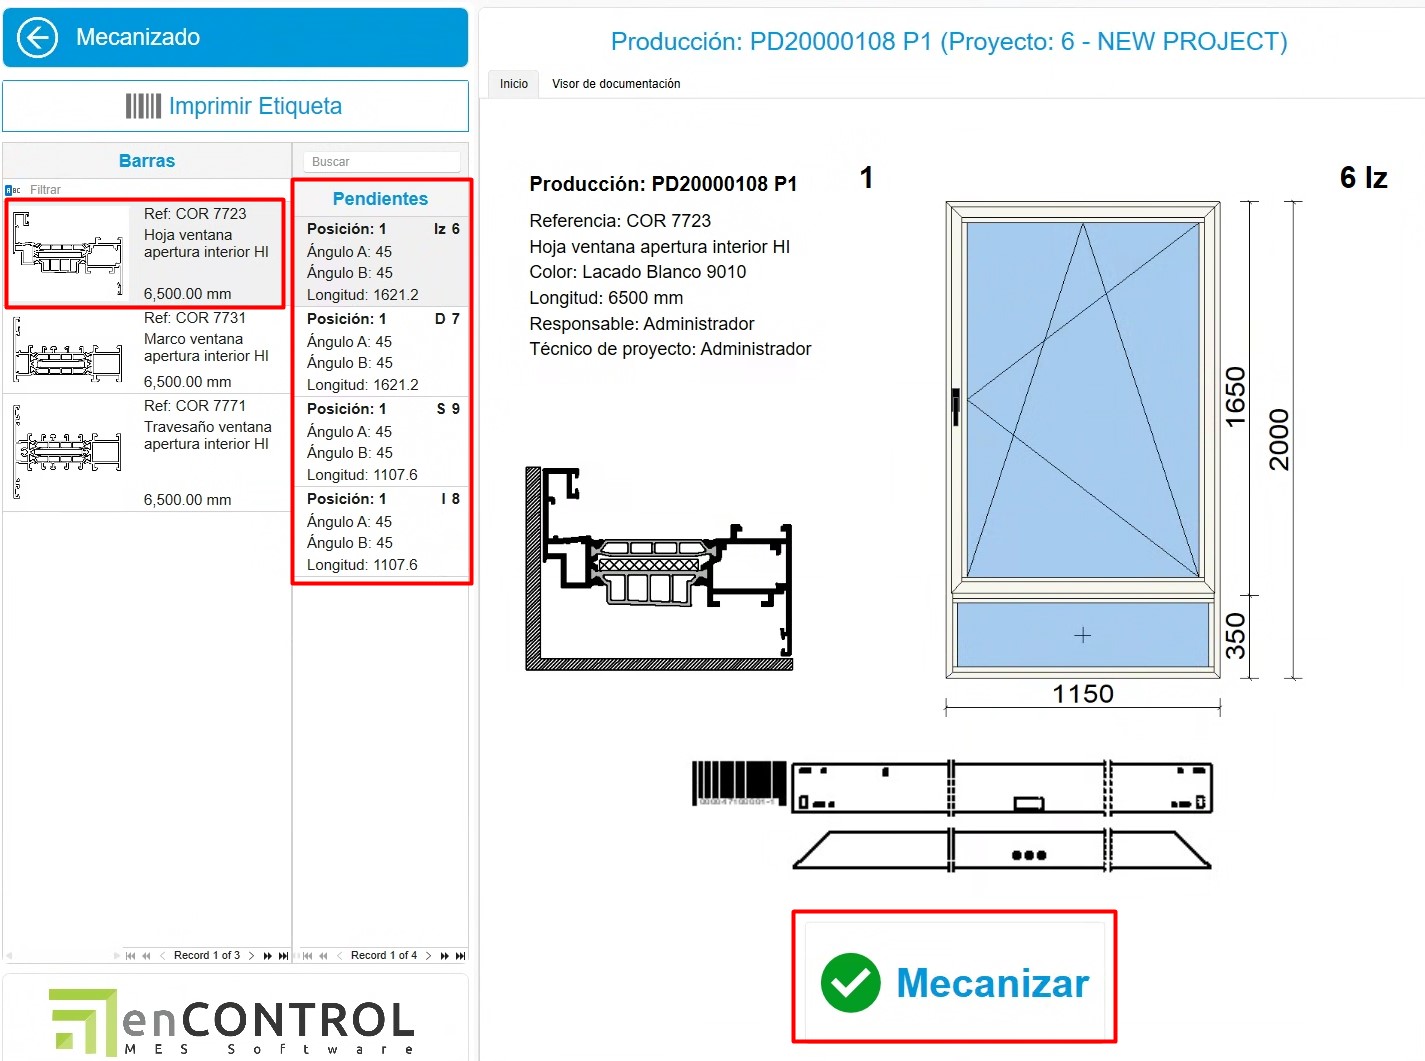 Mecanizado
Imprimir Etiqueta
Barras
ABC Filtrar
Ref: COR 7723
Hoja ventana
apertura interior HI
6,500.00 mm
Ref: COR 7731
Marco ventana
apertura interior HI
6,500.00 mm
Ref: COR 7771
Travesaño ventana
apertura interior HI
6,500.00 mm
Record 1 of 3
Buscar
Pendientes
Posición: 1 Iz 6
Ángulo A: 45
Ángulo B: 45
Longitud: 1621.2
Posición: 1 D 7
Ángulo A: 45
Ángulo B: 45
Longitud: 1621.2
Posición: 1 S 9
Ángulo A: 45
Ángulo B: 45
Longitud: 1107.6
Posición: 1 I 8
Ángulo A: 45
Ángulo B: 45
Longitud: 1107.6
Record 1 of 4
enCONTROL
MES Software
Producción: PD20000108 P1 (Proyecto: 6 - NEW PROJECT)
Inicio Visor de documentación
Producción: PD20000108 P1
1
6 Iz
Referencia: COR 7723
Hoja ventana apertura interior HI
Color: Lacado Blanco 9010
Longitud: 6500 mm
Responsable: Administrador
Técnico de proyecto: Administrador
1650
2000
350
1150
Mecanizar